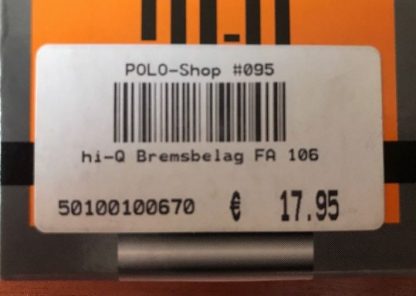 POLO-Shop #095
hi-Q Bremsbelag FA 106
50100100670 € 17.95